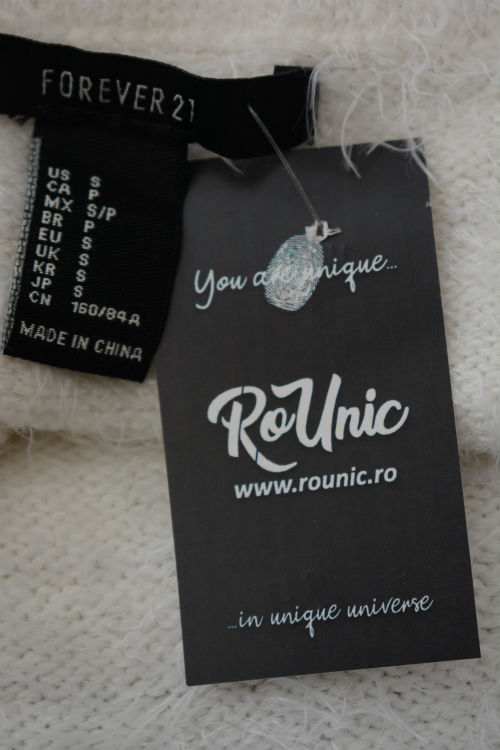 FOREVER 21
US S
CA P
MX S/P
BR P
EU S
UK S
KR S
JP S
CN 160/84A
MADE IN CHINA
You a unique...
RoUnic
www.rounic.ro
...in unique universe